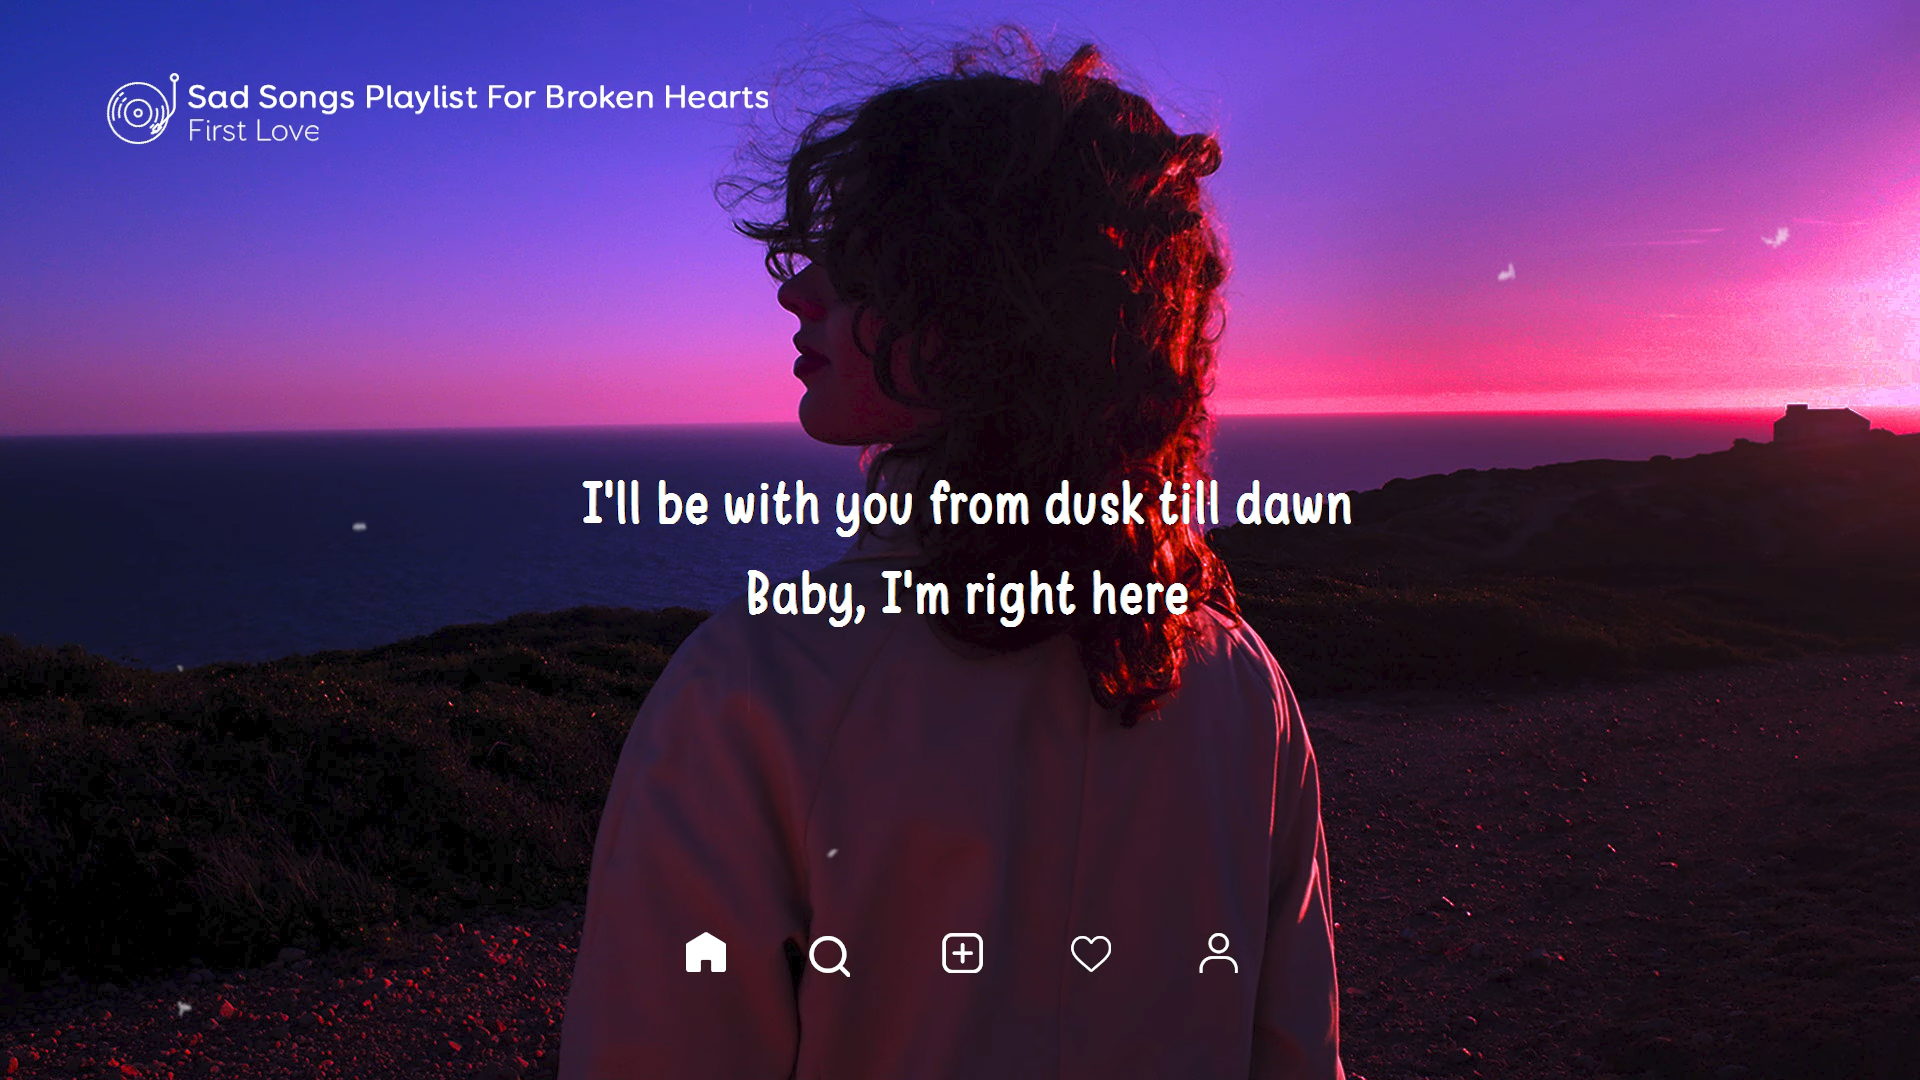 Sad Songs Playlist For Broken Hearts
First Love
I'll be with you from dusk till dawn
Baby, I'm right here